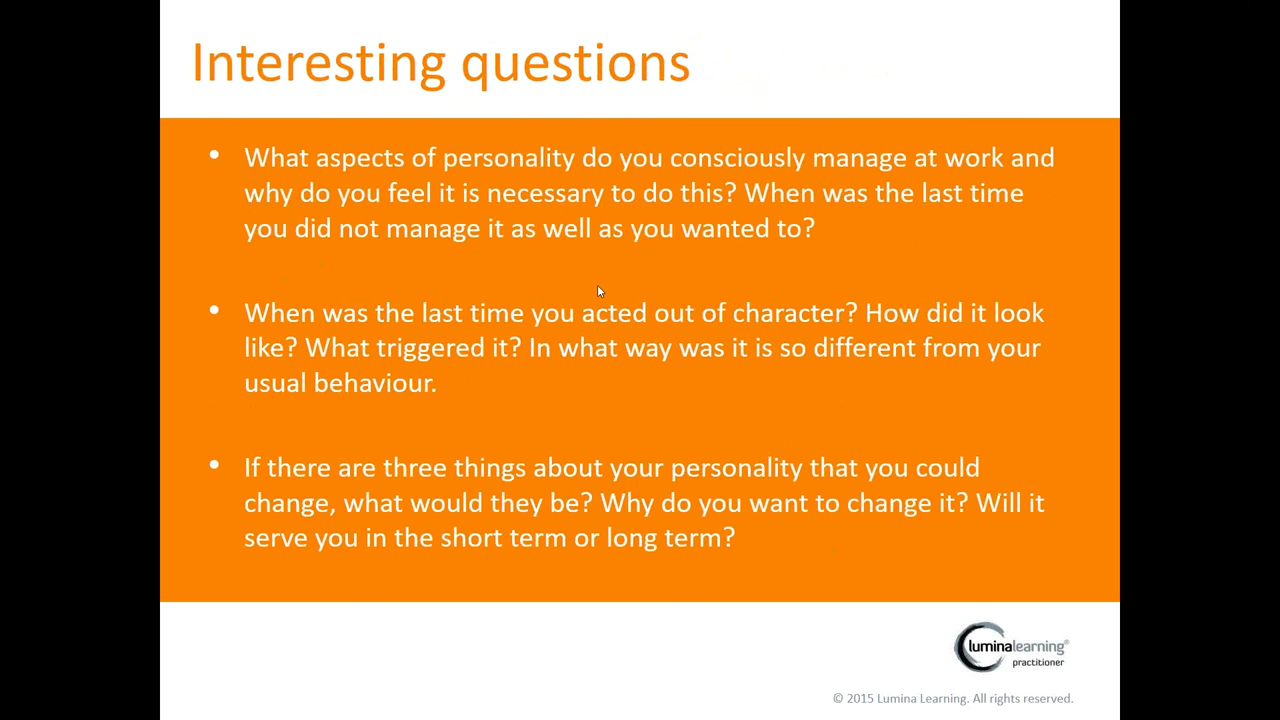 Interesting questions
• What aspects of personality do you consciously manage at work and
why do you feel it is necessary to do this? When was the last time
you did not manage it as well as you wanted to?
• When was the last time you acted out of character? How did it look
like? What triggered it? In what way was it is so different from your
usual behaviour.
• If there are three things about your personality that you could
change, what would they be? Why do you want to change it? Will it
serve you in the short term or long term?
luminalearning®
practitioner
© 2015 Lumina Learning. All rights reserved.